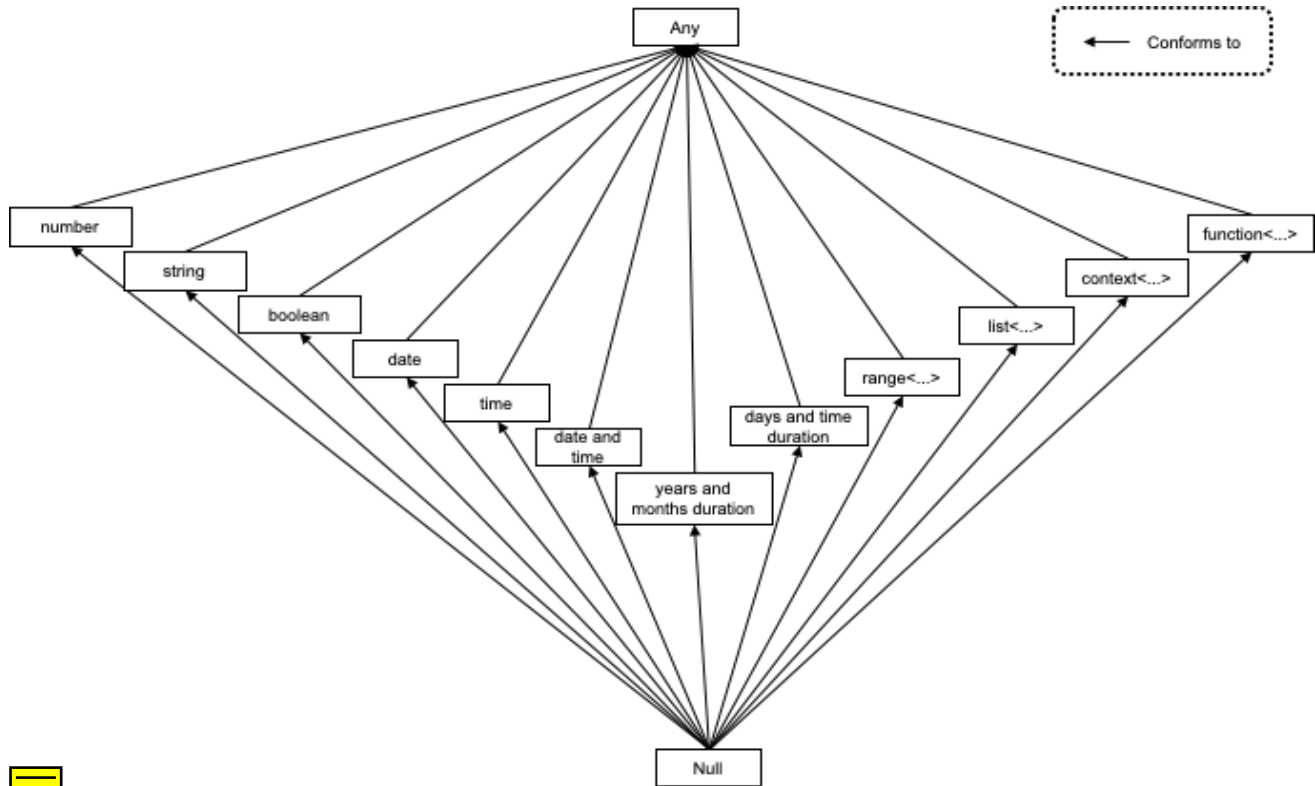 Any
Conforms to
number
function<...>
string
context<...>
boolean
list<...>
date
range<...>
time
days and time
duration
date and
time
years and
months duration
Null